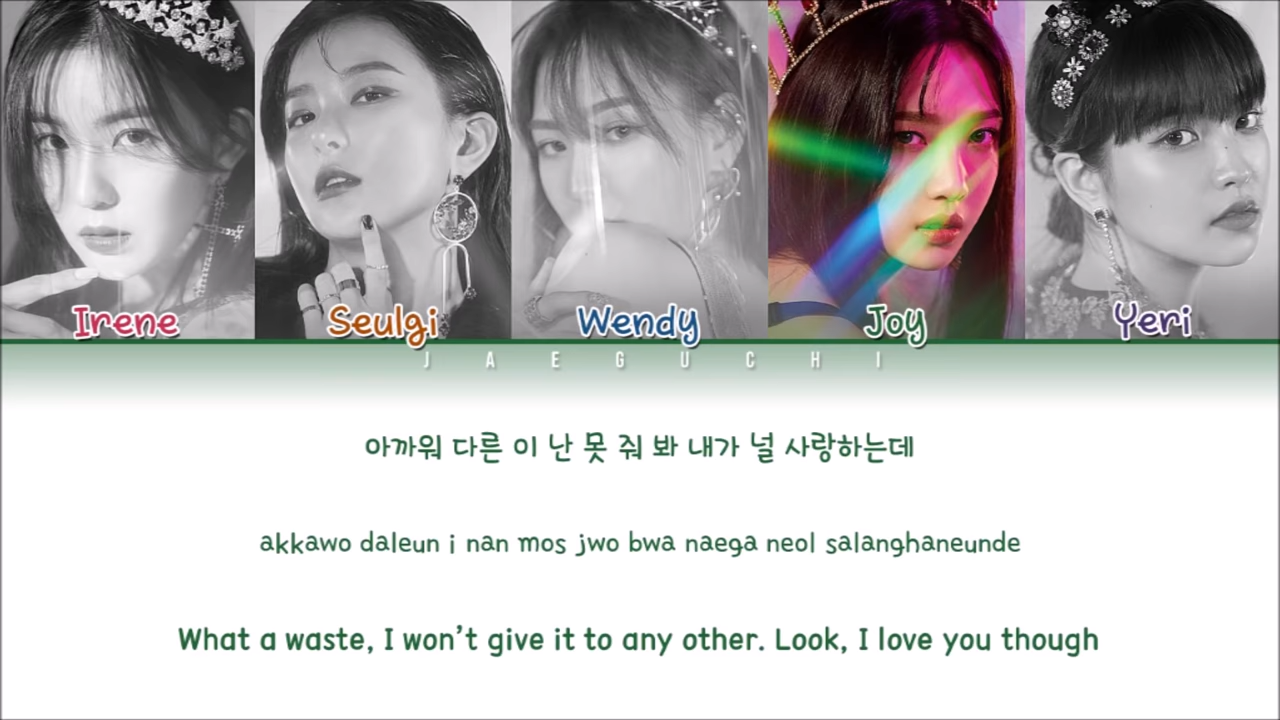 Irene Seulgi Wendy Joy Yeri
J A E G U C H I
아까워 다른 이 난 못 줘 봐 내가 널 사랑하는데
akkawo daleun i nan mos jwo bwa naega neol salanghaneunde
What a waste, I won't give it to any other. Look, I love you though